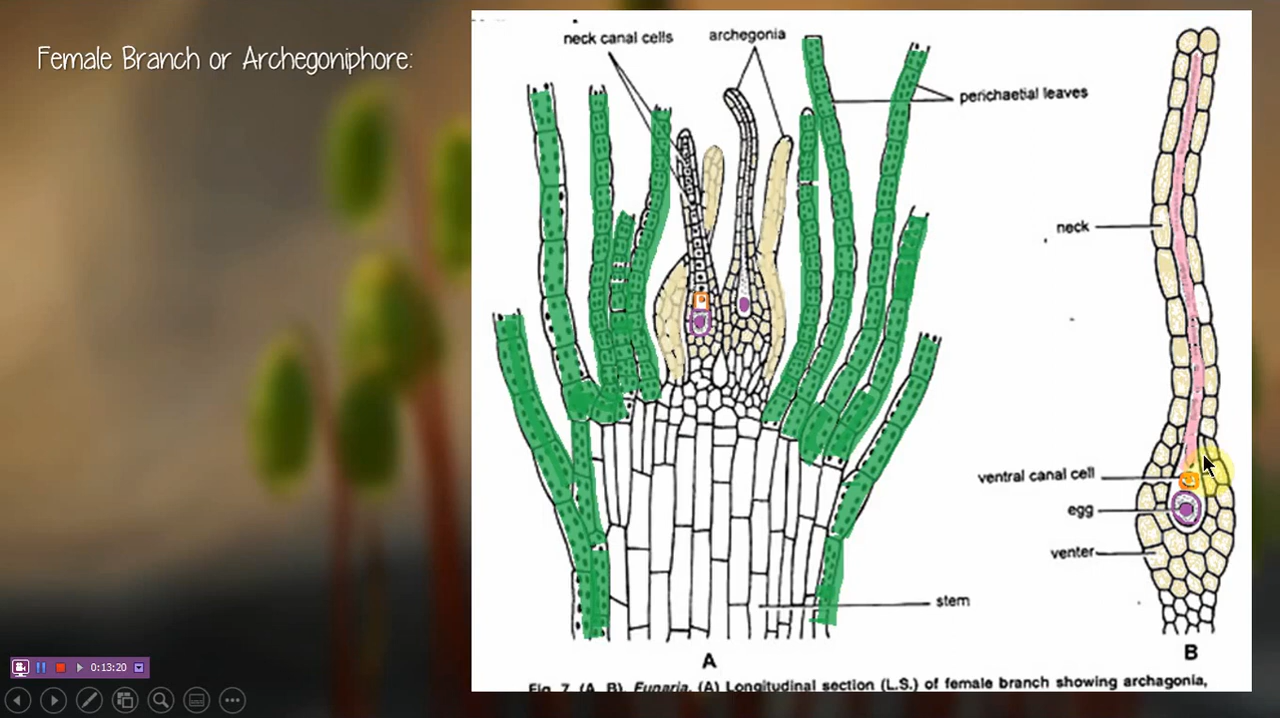 Female Branch or Archegoniphore:
neck canal cells
archegonia
perichaetial leaves
neck
ventral canal cell
egg
venter
stem
A
B
Fig. 7 (A, B). Funaria. (A) Longitudinal section (L.S.) of female branch showing archagonia,
0:13:20